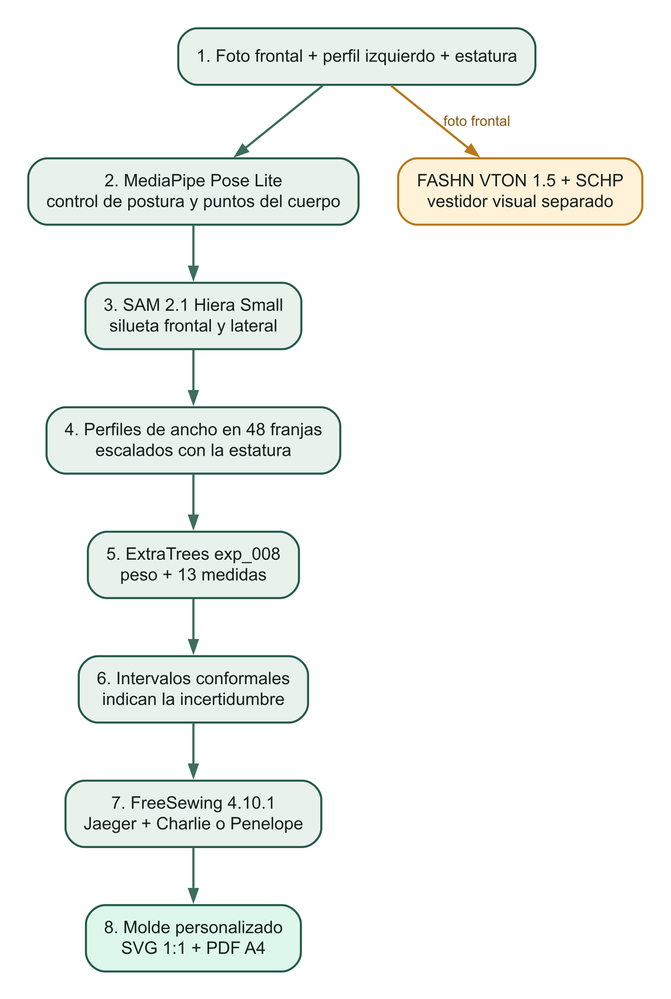 1. Foto frontal + perfil izquierdo + estatura
foto frontal
2. MediaPipe Pose Lite
control de postura y puntos del cuerpo
FASHN VTON 1.5 + SCHP
vestidor visual separado
3. SAM 2.1 Hiera Small
silueta frontal y lateral
4. Perfiles de ancho en 48 franjas
escalados con la estatura
5. ExtraTrees exp_008
peso + 13 medidas
6. Intervalos conformales
indican la incertidumbre
7. FreeSewing 4.10.1
Jaeger + Charlie o Penelope
8. Molde personalizado
SVG 1:1 + PDF A4